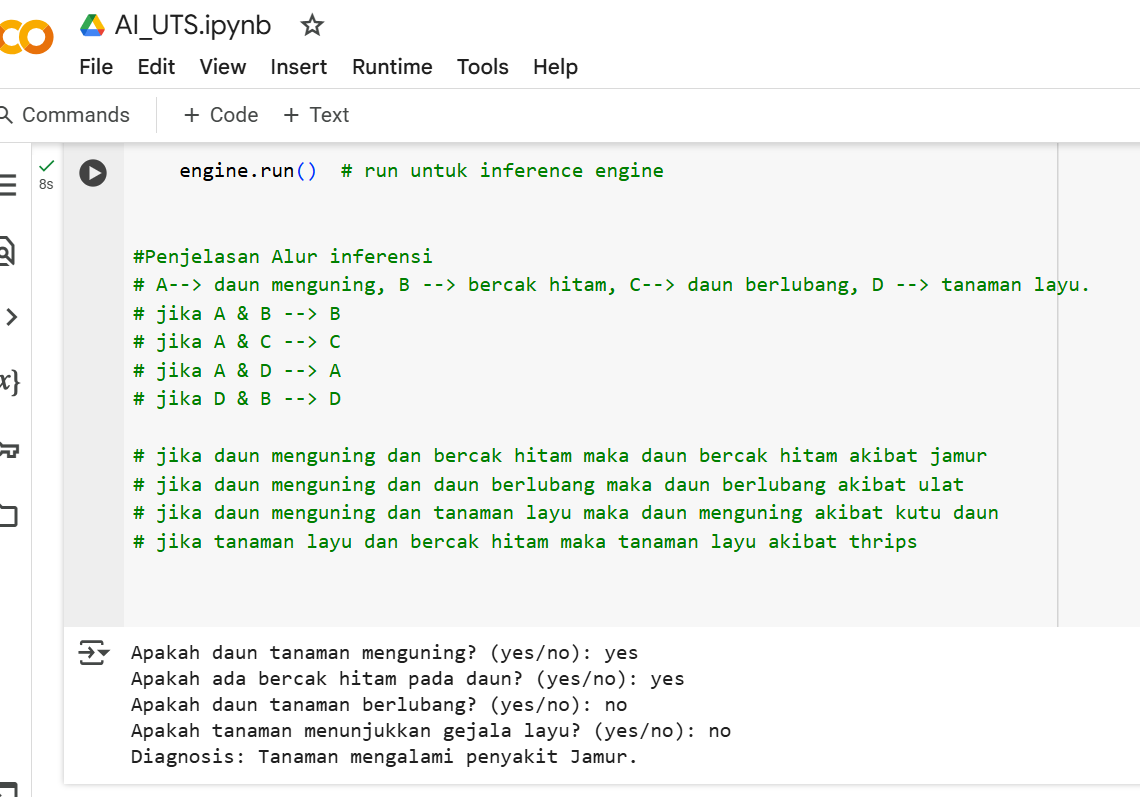 AI_UTS.ipynb
File Edit View Insert Runtime Tools Help
Commands + Code + Text
8s
engine.run() # run untuk inference engine
#Penjelasan Alur inferensi
# A--> daun menguning, B --> bercak hitam, C--> daun berlubang, D --> tanaman layu.
# jika A & B --> B
# jika A & C --> C
# jika A & D --> A
# jika D & B --> D
# jika daun menguning dan bercak hitam maka daun bercak hitam akibat jamur
# jika daun menguning dan daun berlubang maka daun berlubang akibat ulat
# jika daun menguning dan tanaman layu maka daun menguning akibat kutu daun
# jika tanaman layu dan bercak hitam maka tanaman layu akibat thrips
Apakah daun tanaman menguning? (yes/no): yes
Apakah ada bercak hitam pada daun? (yes/no): yes
Apakah daun tanaman berlubang? (yes/no): no
Apakah tanaman menunjukkan gejala layu? (yes/no): no
Diagnosis: Tanaman mengalami penyakit Jamur.